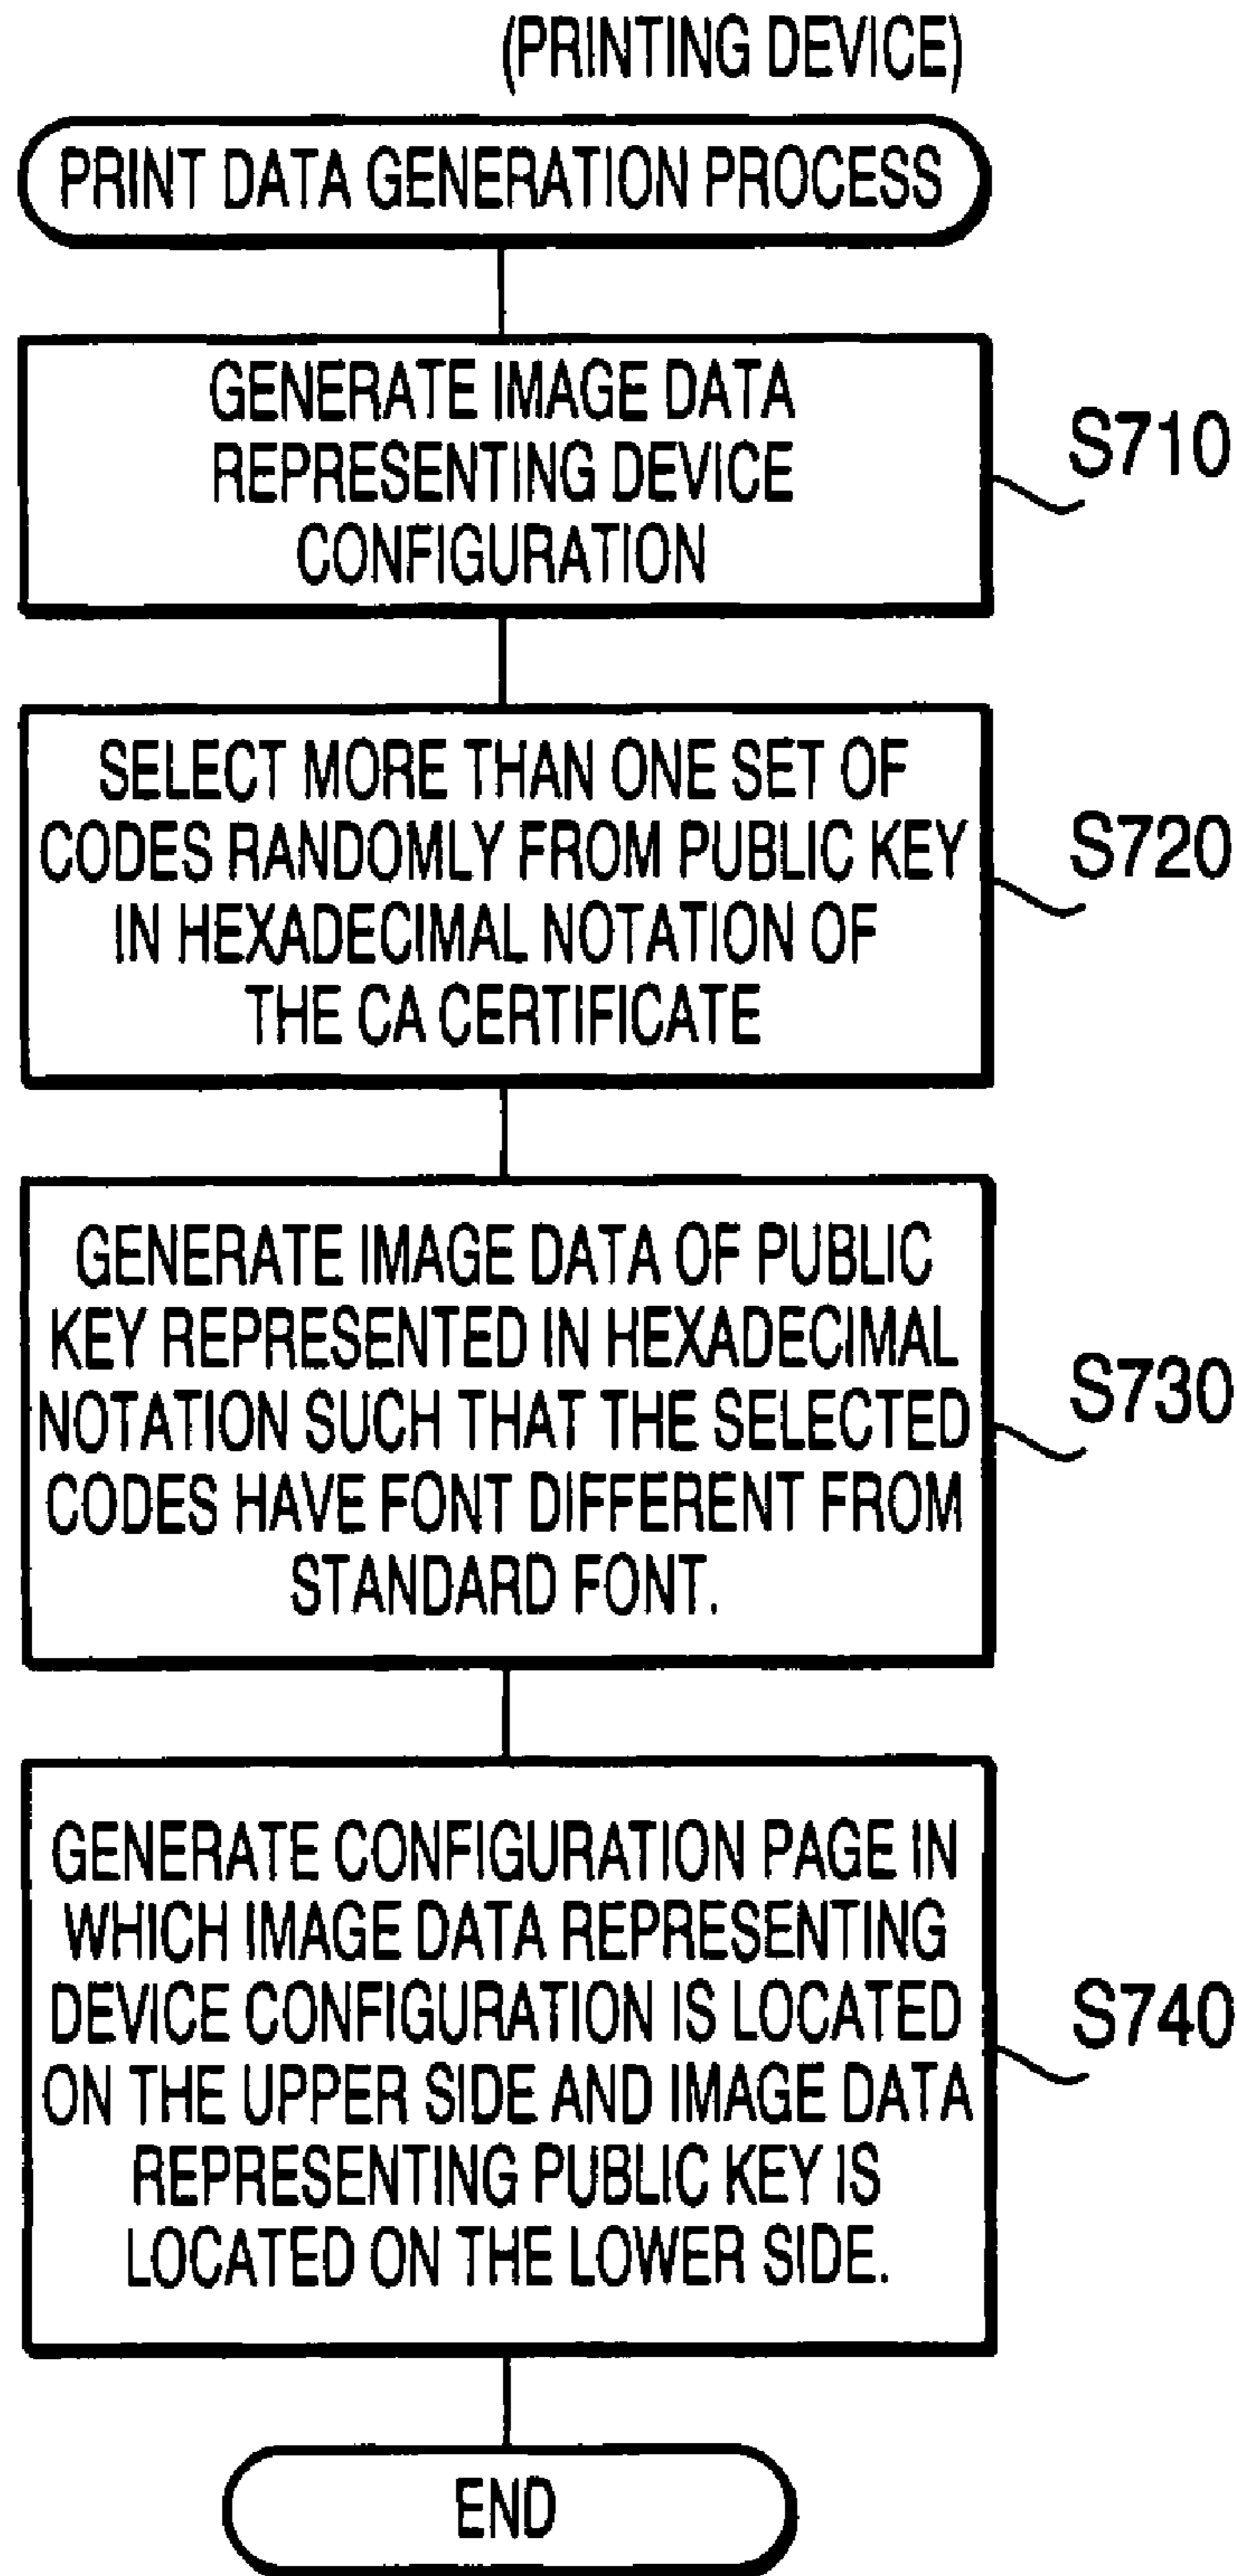 (PRINTING DEVICE)
PRINT DATA GENERATION PROCESS
GENERATE IMAGE DATA
REPRESENTING DEVICE
CONFIGURATION
S710
SELECT MORE THAN ONE SET OF
CODES RANDOMLY FROM PUBLIC KEY
IN HEXADECIMAL NOTATION OF
THE CA CERTIFICATE
S720
GENERATE IMAGE DATA OF PUBLIC
KEY REPRESENTED IN HEXADECIMAL
NOTATION SUCH THAT THE SELECTED
CODES HAVE FONT DIFFERENT FROM
STANDARD FONT.
S730
GENERATE CONFIGURATION PAGE IN
WHICH IMAGE DATA REPRESENTING
DEVICE CONFIGURATION IS LOCATED
ON THE UPPER SIDE AND IMAGE DATA
REPRESENTING PUBLIC KEY IS
LOCATED ON THE LOWER SIDE.
S740
END